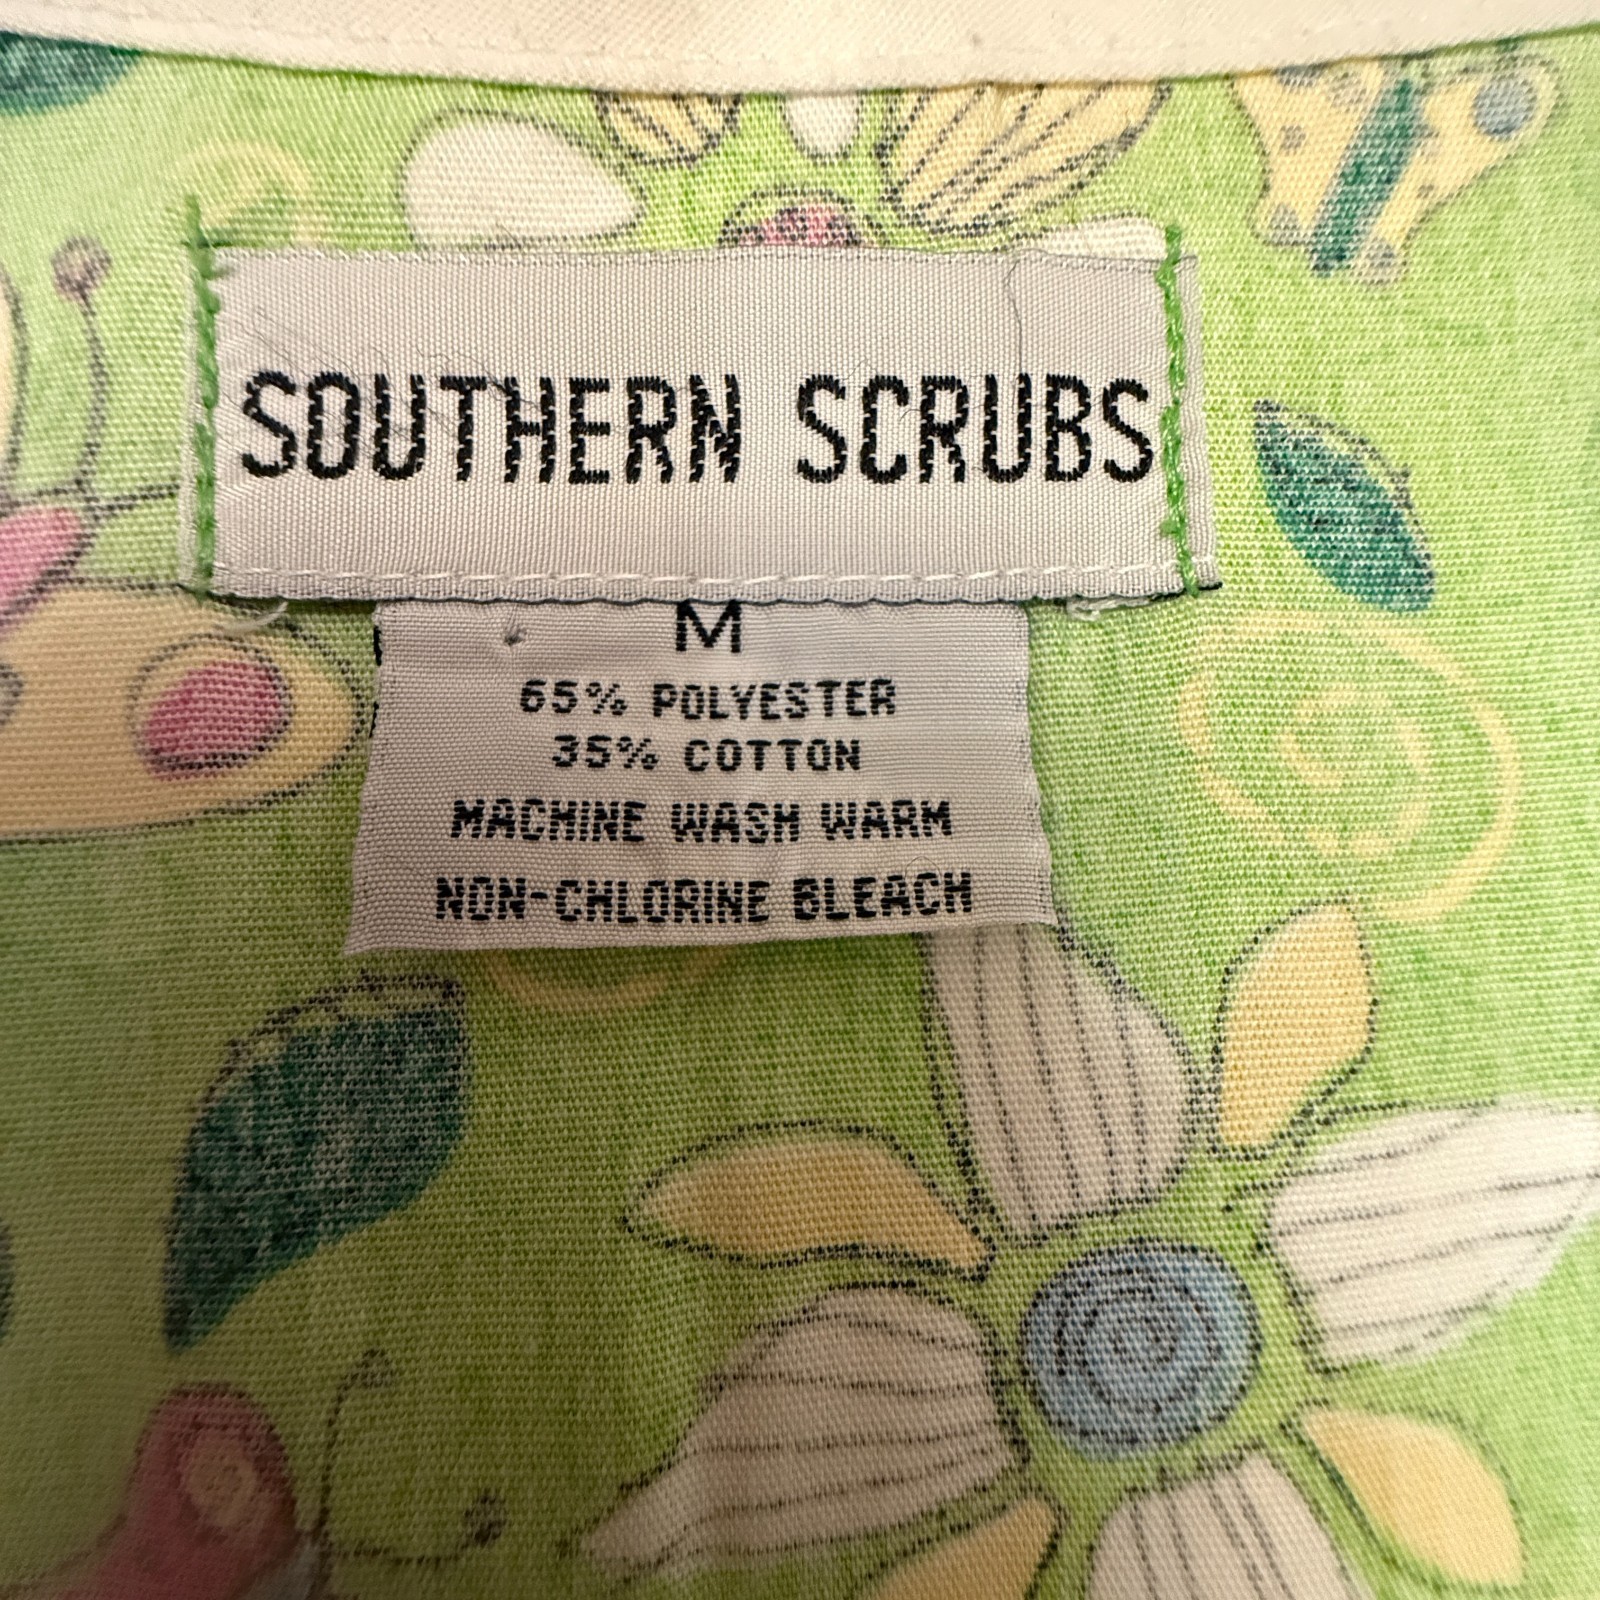 SOUTHERN SCRUBS
M
65% POLYESTER
35% COTTON
MACHINE WASH WARM
NON-CHLORINE BLEACH